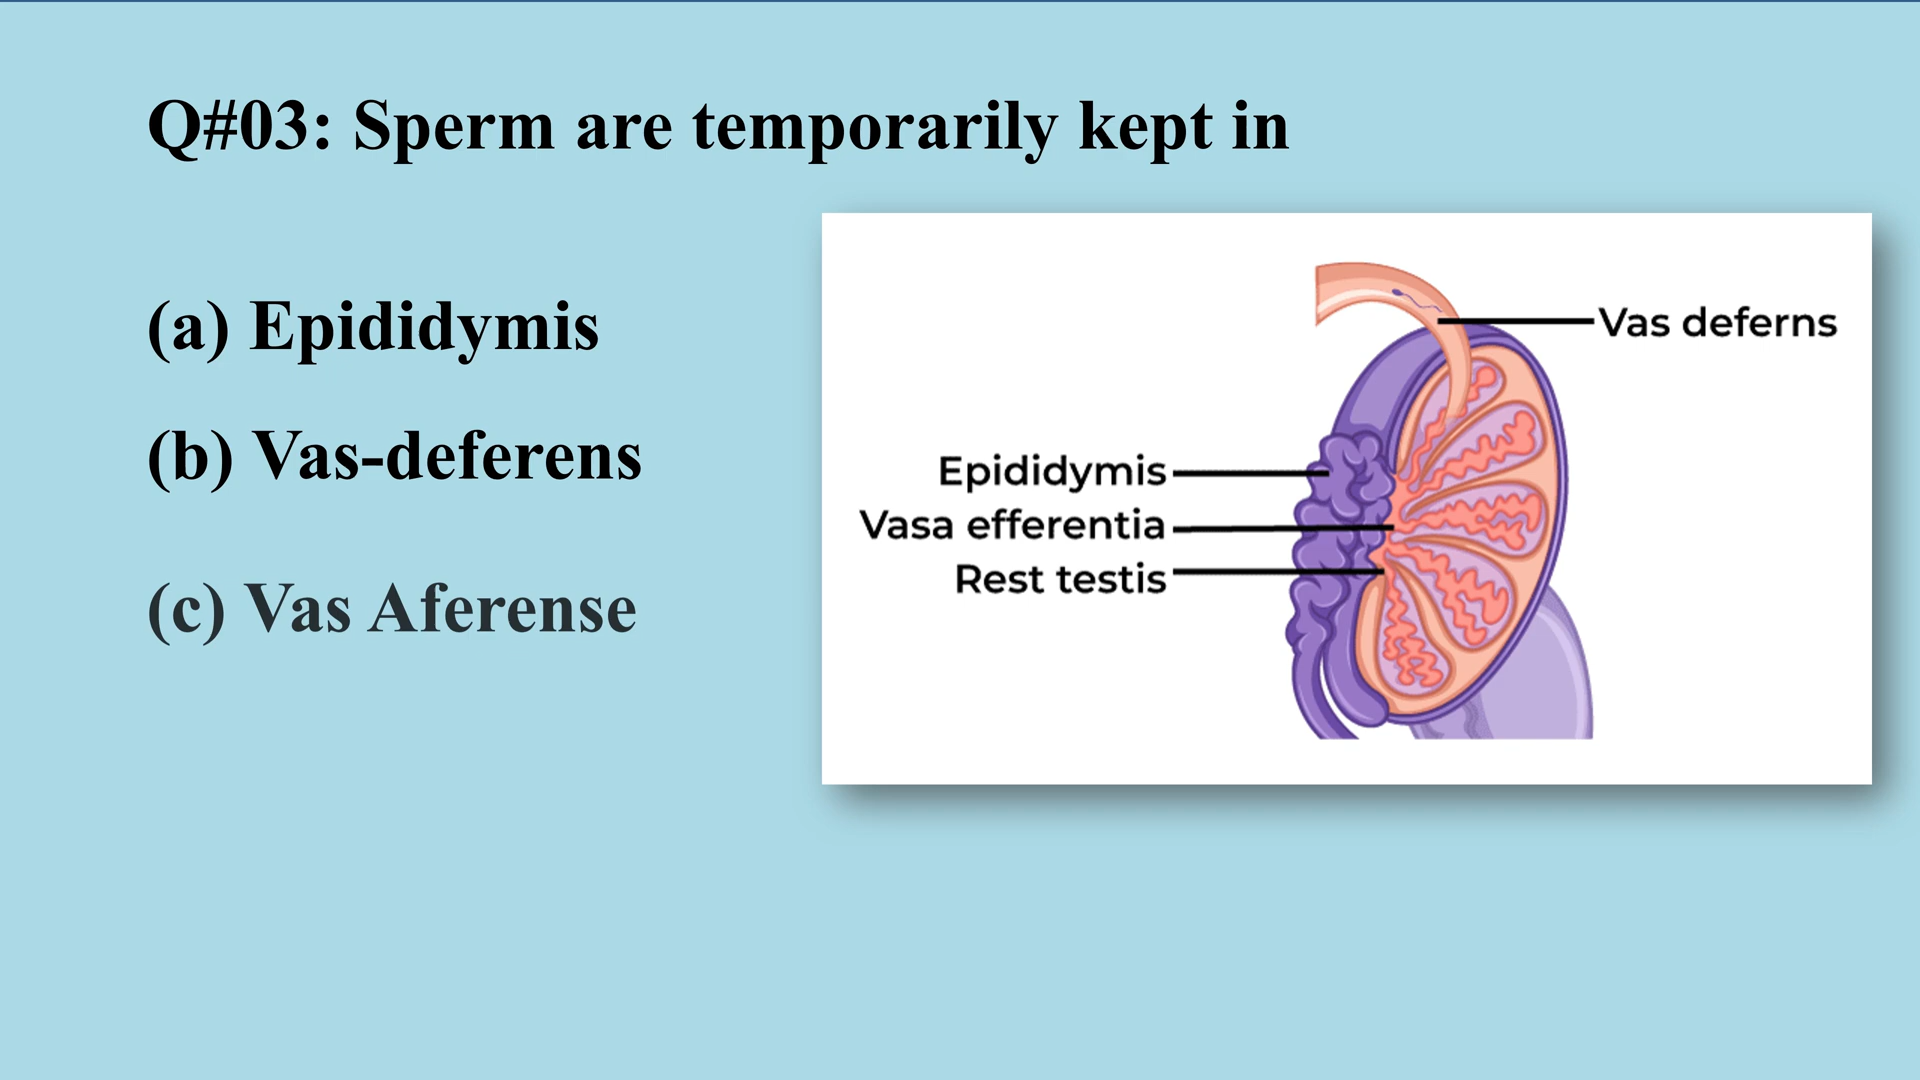 Q#03: Sperm are temporarily kept in
(a) Epididymis
(b) Vas-deferens
(c) Vas Aferense
Vas deferns
Epididymis
Vasa efferentia
Rest testis